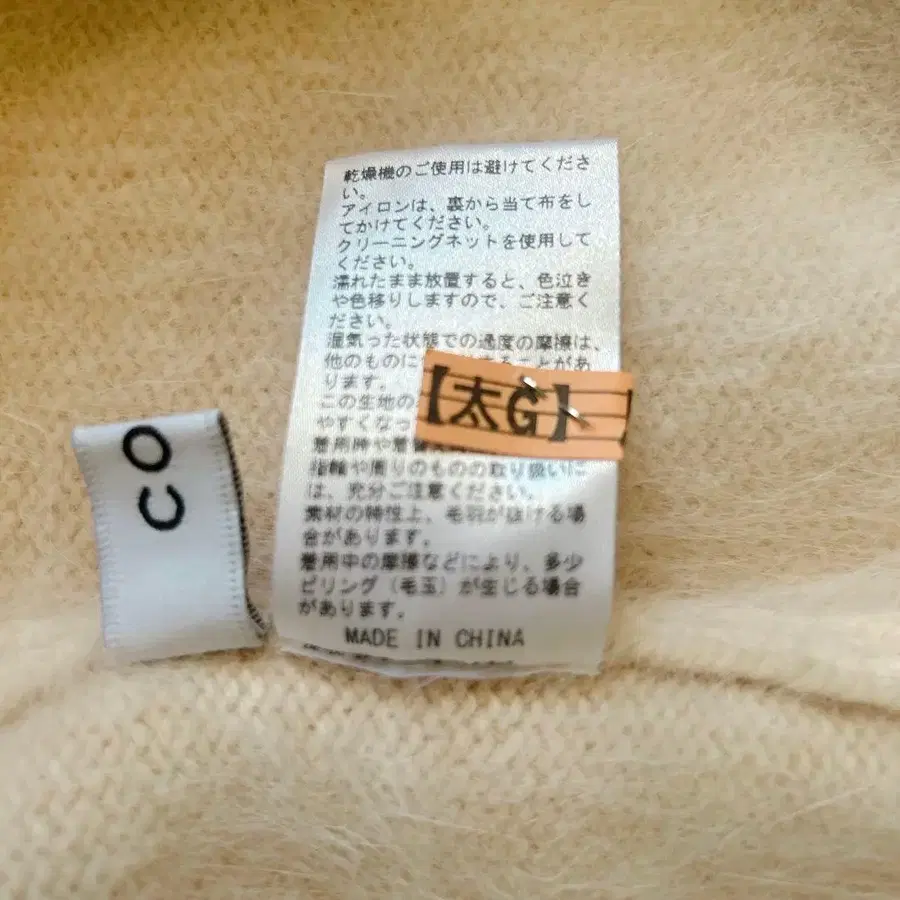 乾燥機のご使用は避けてくださ
い。
アイロンは、裏から当て布をし
てかけてください。
クリーニングネットを使用して
ください。
濡れたまま放置すると、色泣き
や色移りしますので、ご注意く
ださい。
湿気った状態での過度の摩擦は、
他のものに ることがあ
ります。
この生地の
やすくなっ
着用時や着
指輪や周りのものの取り扱いに
は、充分ご注意ください。
素材の特性上、毛羽が抜ける場
合があります。
着用中の摩擦などにより、多少
ピリング（毛玉）が生じる場合
があります。
MADE IN CHINA
【太G】
CO